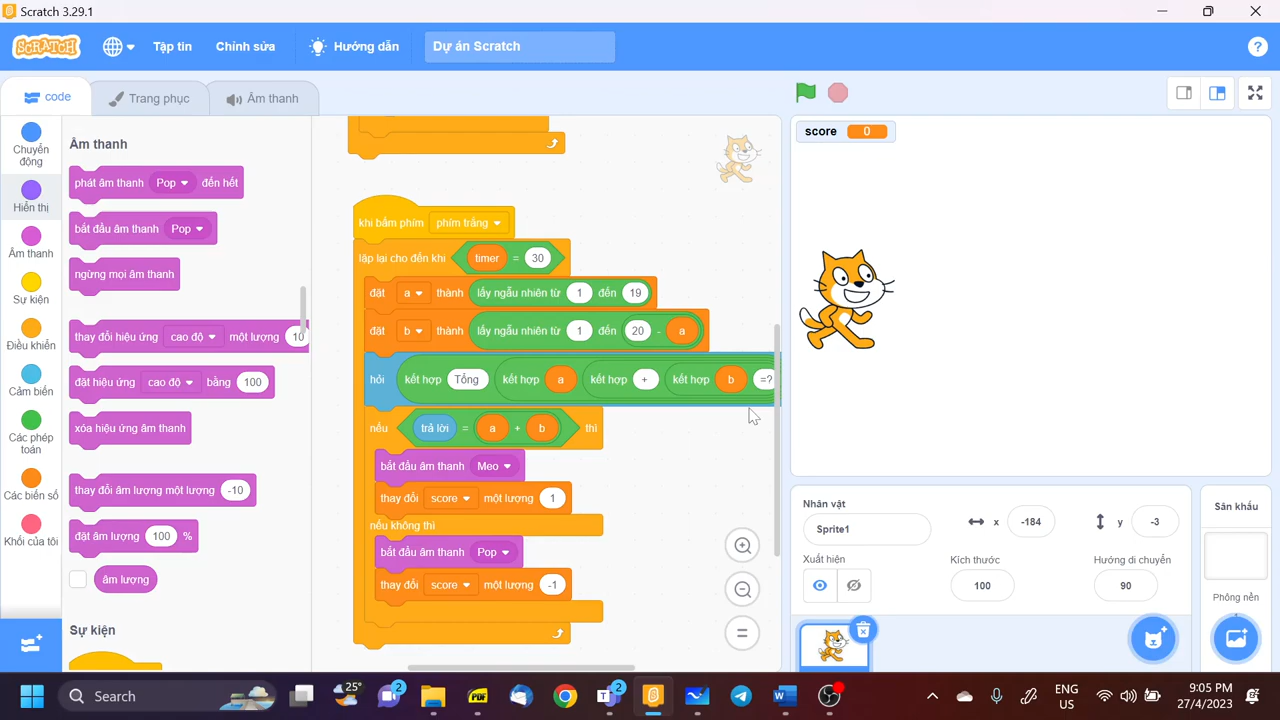 Scratch 3.29.1
SCRATCH
Tập tin
Chỉnh sửa
Hướng dẫn
Dự án Scratch
code
Trang phục
Âm thanh
Chuyển động
Hiển thị
Âm thanh
Sự kiện
Điều khiển
Cảm biến
Các phép toán
Các biến số
Khối của tôi
Âm thanh
phát âm thanh Pop đến hết
bắt đầu âm thanh Pop
ngừng mọi âm thanh
thay đổi hiệu ứng cao độ một lượng 10
đặt hiệu ứng cao độ bằng 100
xóa hiệu ứng âm thanh
thay đổi âm lượng một lượng -10
đặt âm lượng 100 %
âm lượng
Sự kiện
khi bấm phím phím trắng
lặp lại cho đến khi timer = 30
đặt a thành lấy ngẫu nhiên từ 1 đến 19
đặt b thành lấy ngẫu nhiên từ 1 đến 20 - a
hỏi kết hợp Tổng kết hợp a kết hợp + kết hợp b =?
nếu trả lời = a + b thì
bắt đầu âm thanh Meo
thay đổi score một lượng 1
nếu không thì
bắt đầu âm thanh Pop
thay đổi score một lượng -1
score 0
Nhân vật
Sprite1
x -184
y -3
Xuất hiện
Kích thước
100
Hướng di chuyển
90
Sân khấu
Phông nền
Search
25°
2
PDF
2
ENG
US
9:05 PM
27/4/2023